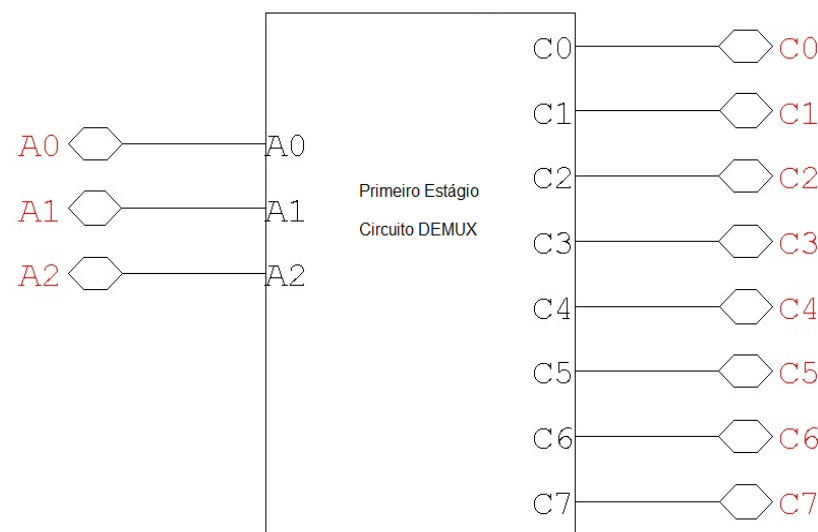 C0 C0
C1 C1
A0 A0
Primeiro Estágio
C2 C2
A1 A1
Circuito DEMUX
C3 C3
A2 A2
C4 C4
C5 C5
C6 C6
C7 C7